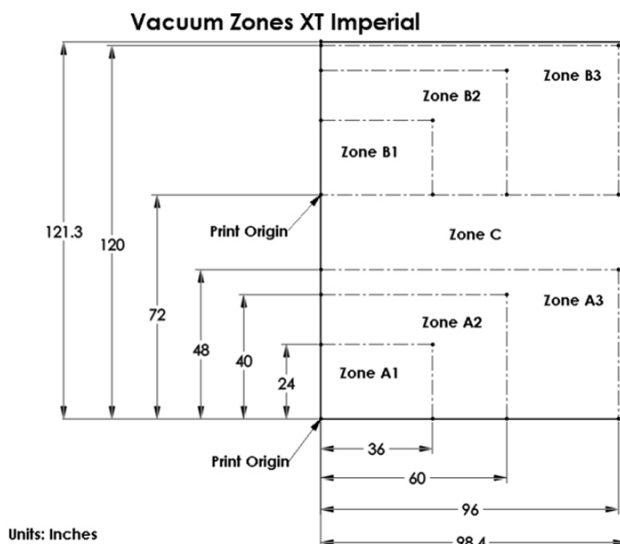 Vacuum Zones XT Imperial
Zone B3
Zone B2
Zone B1
Print Origin
121.3
120
Zone C
72
Zone A3
48
Zone A2
40
24
Zone A1
36
Print Origin
60
96
Units: Inches
98.4